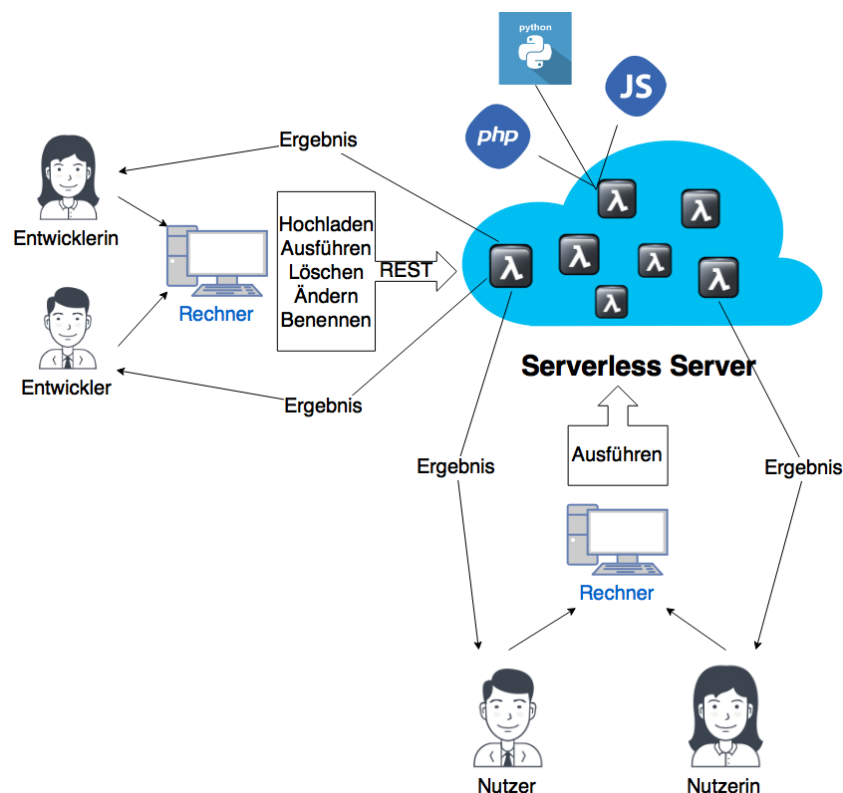 python
JS
php
Ergebnis
Entwicklerin
Hochladen
Ausführen
Löschen
Ändern
Benennen
REST
Rechner
λ
λ
λ
λ
λ
λ
λ
Entwickler
Ergebnis
Serverless Server
Ausführen
Ergebnis
Ergebnis
Rechner
Nutzer
Nutzerin